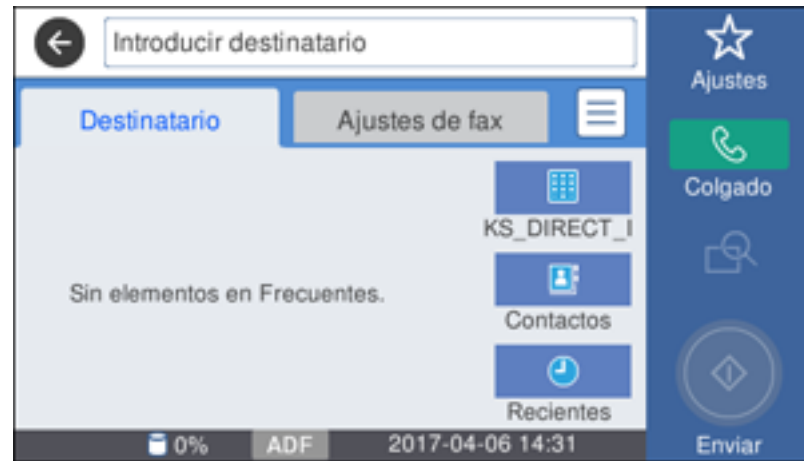 Introducir destinatario
Ajustes
Destinatario
Ajustes de fax
Colgado
KS_DIRECT_I
Sin elementos en Frecuentes.
Contactos
Recientes
0%
ADF
2017-04-06 14:31
Enviar